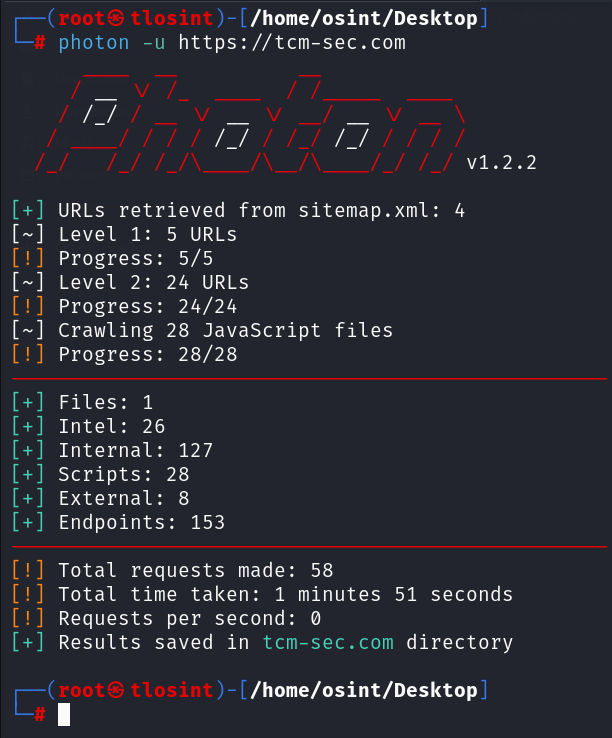 ┌──(root㉿tlosint)-[/home/osint/Desktop]
└─# photon -u https://tcm-sec.com
Photon v1.2.2
[+] URLs retrieved from sitemap.xml: 4
[~] Level 1: 5 URLs
[!] Progress: 5/5
[~] Level 2: 24 URLs
[!] Progress: 24/24
[~] Crawling 28 JavaScript files
[!] Progress: 28/28
[+] Files: 1
[+] Intel: 26
[+] Internal: 127
[+] Scripts: 28
[+] External: 8
[+] Endpoints: 153
[!] Total requests made: 58
[!] Total time taken: 1 minutes 51 seconds
[!] Requests per second: 0
[+] Results saved in tcm-sec.com directory
┌──(root㉿tlosint)-[/home/osint/Desktop]
└─#